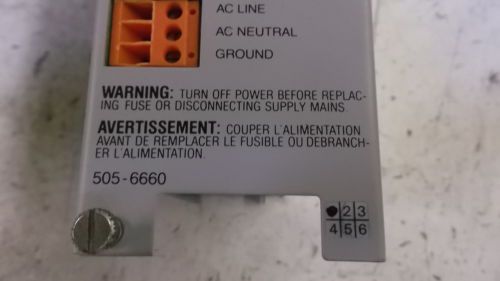 AC LINE
AC NEUTRAL
GROUND
WARNING: TURN OFF POWER BEFORE REPLAC-
ING FUSE OR DISCONNECTING SUPPLY MAINS
AVERTISSEMENT: COUPER L'ALIMENTATION
AVANT DE REMPLACER LE FUSIBLE OU DEBRANCH-
ER L'ALIMENTATION.
505-6660
2 3
4 5 6